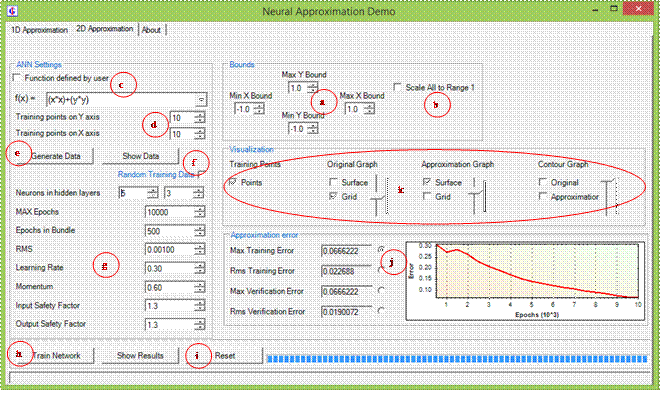 Neural Approximation Demo
1D Approximation 2D Approximation About
ANN Settings
Function defined by user
c
f(x) = (x*x)+(y*y)
Training points on Y axis 10
d
Training points on X axis 10
e Generate Data Show Data f
Random Training Data
Neurons in hidden layers 5 3
MAX Epochs 10000
Epochs in Bundle 500
RMS 0.00100
g
Learning Rate 0.30
Momentum 0.60
Input Safety Factor 1.3
Output Safety Factor 1.3
Bounds
Max Y Bound
1.0
Min X Bound Max X Bound
-1.0 a 1.0
Min Y Bound
-1.0
Scale All to Range 1
b
Visualization
Training Points Original Graph Approximation Graph Contour Graph
Points Surface Surface Original
Grid Grid Approximation
Approximation error
Max Training Error 0.0666222
j
Rms Training Error 0.022688
Max Verification Error 0.0666222
Rms Verification Error 0.0190072
Error
0.30
0.25
0.20
0.15
0.10
1 2 3 4 5 6 7 8 9 10
Epochs (10^3)
h Train Network Show Results i Reset